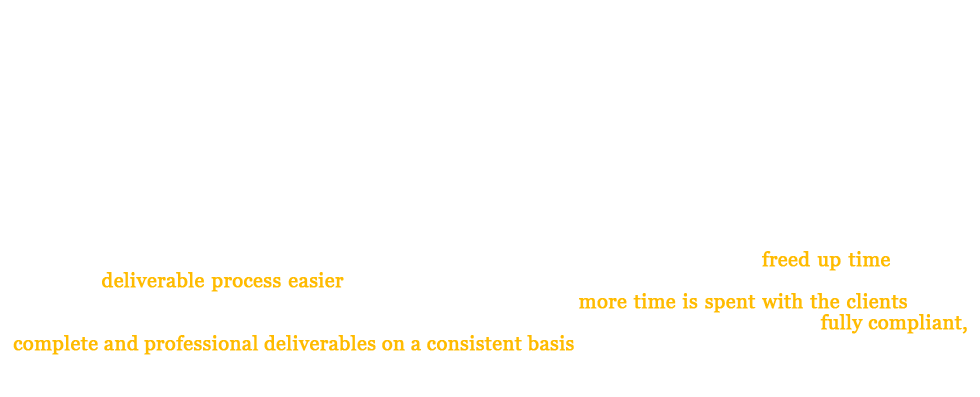 freed up time
deliverable process easier
more time is spent with the clients
fully compliant,
complete and professional deliverables on a consistent basis